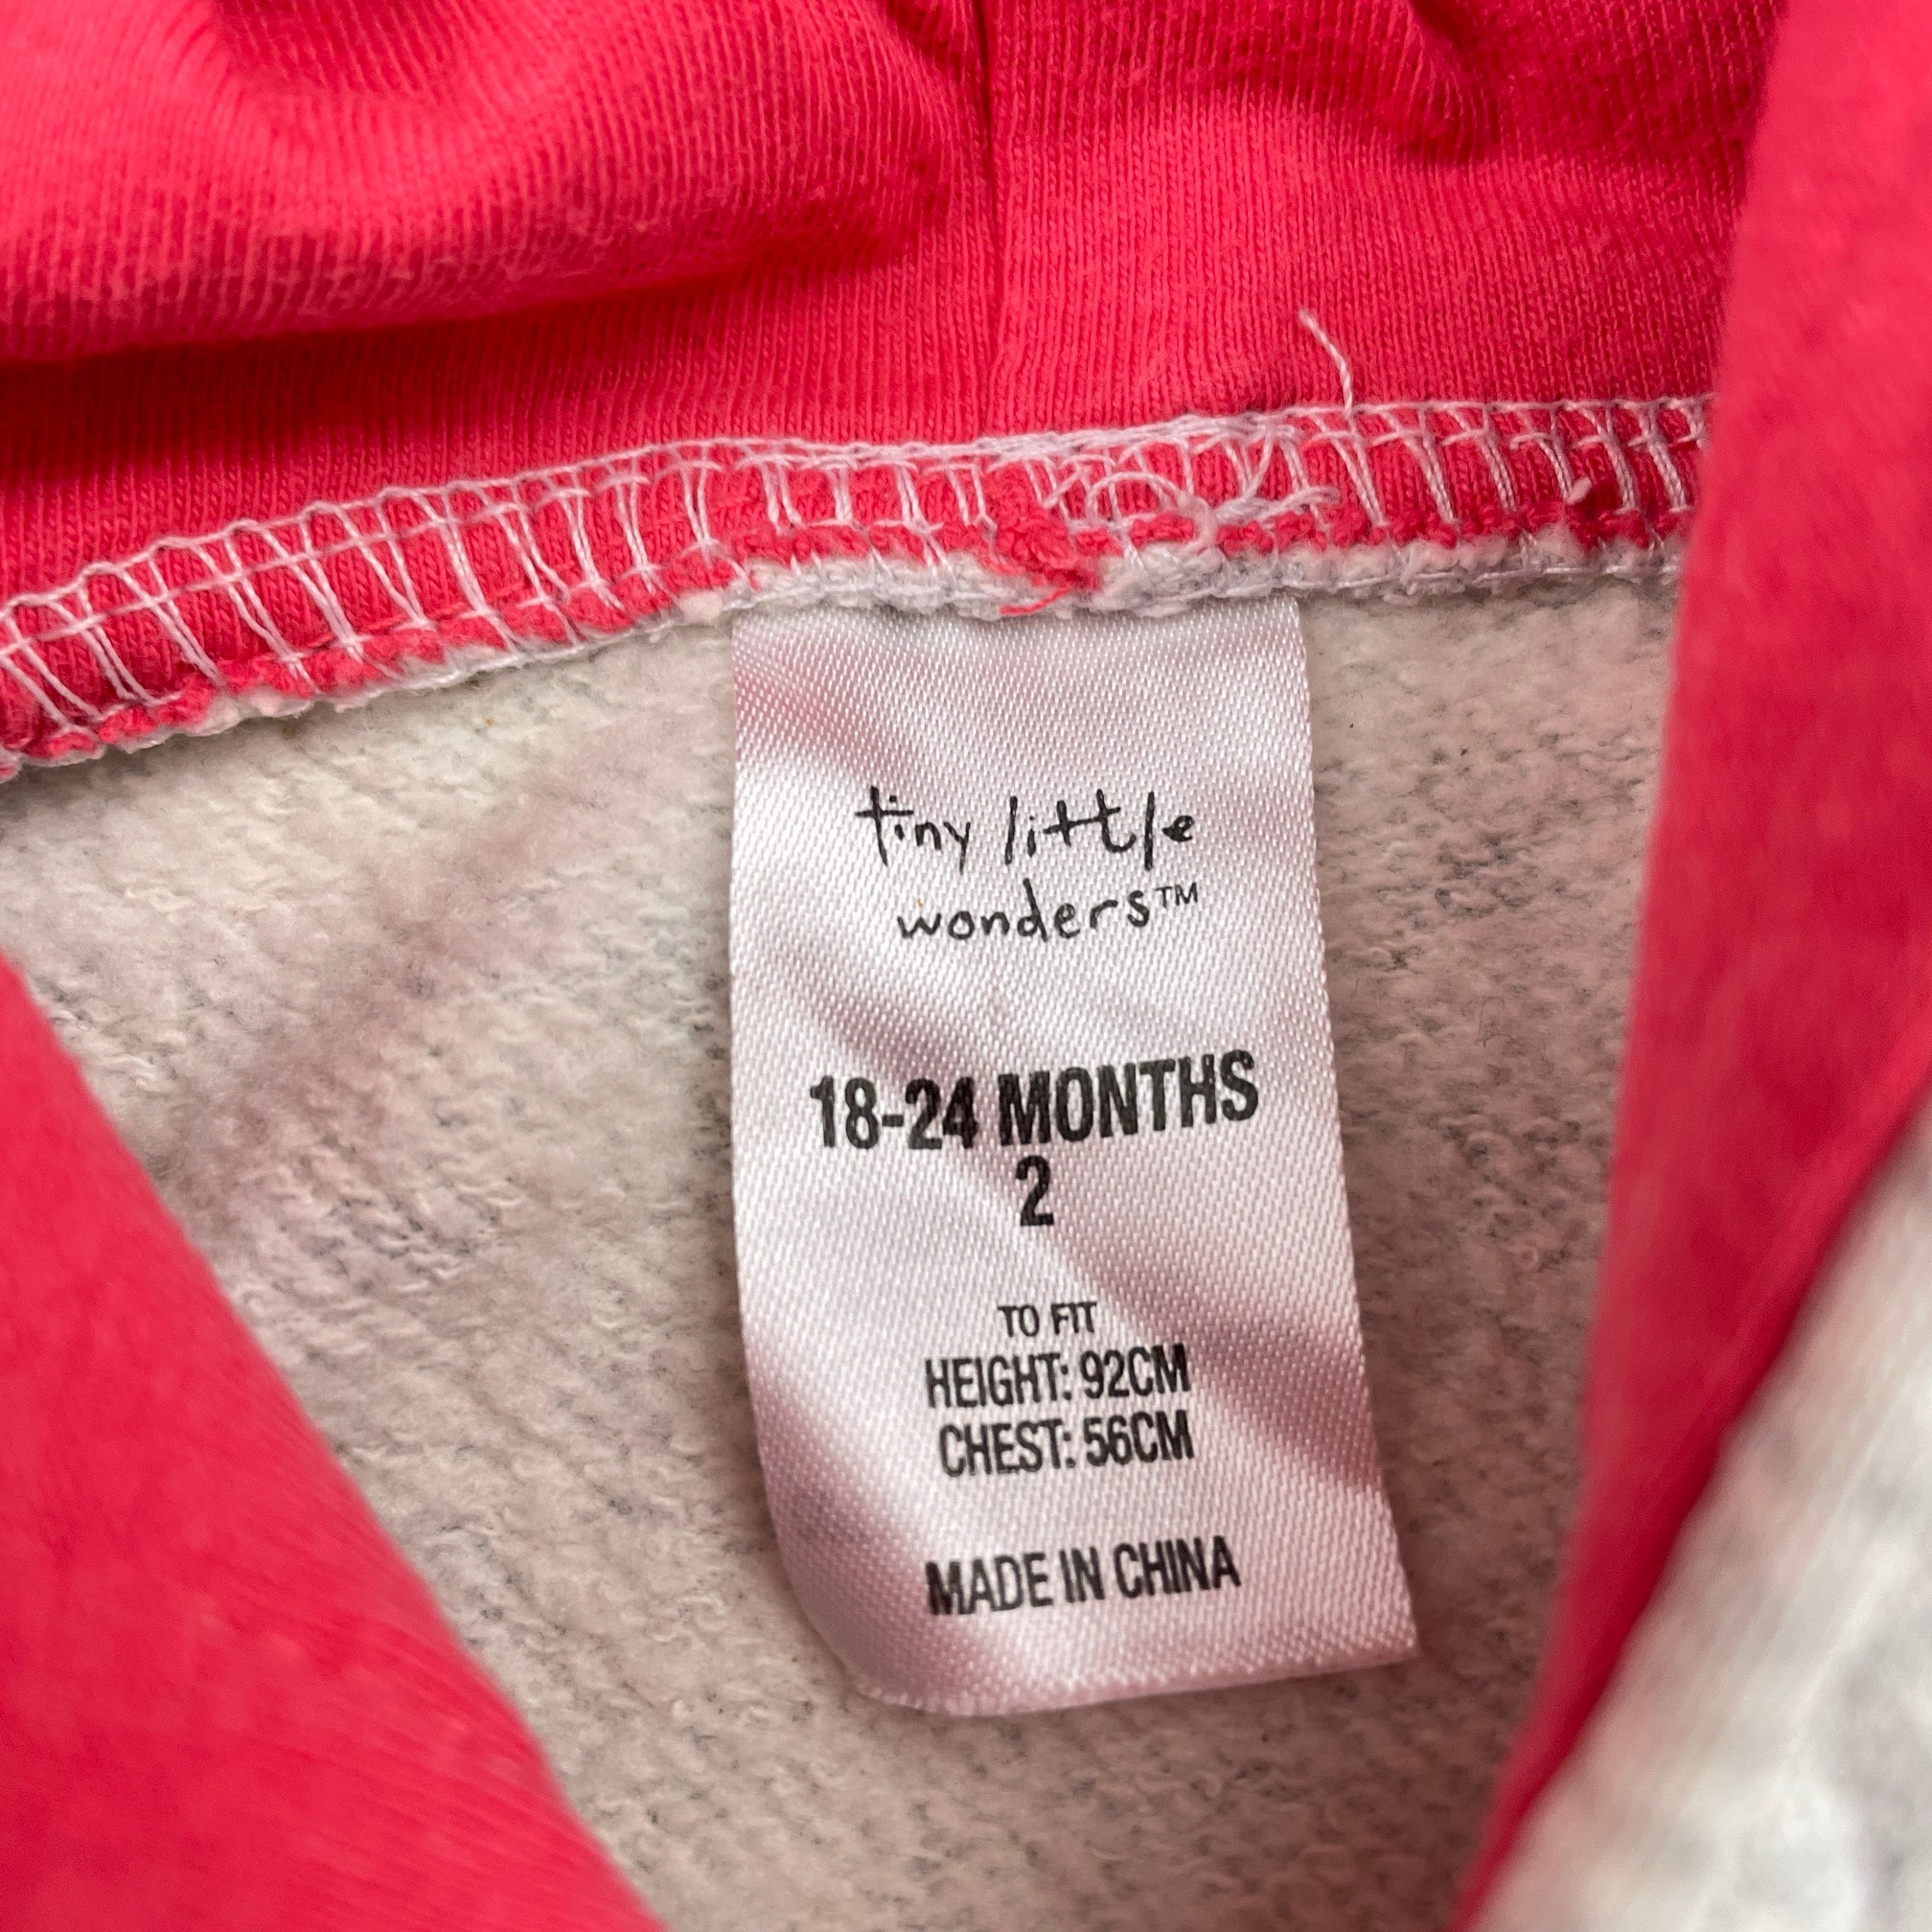 tiny little
wonders™
18-24 MONTHS
2
TO FIT
HEIGHT: 92CM
CHEST: 56CM
MADE IN CHINA